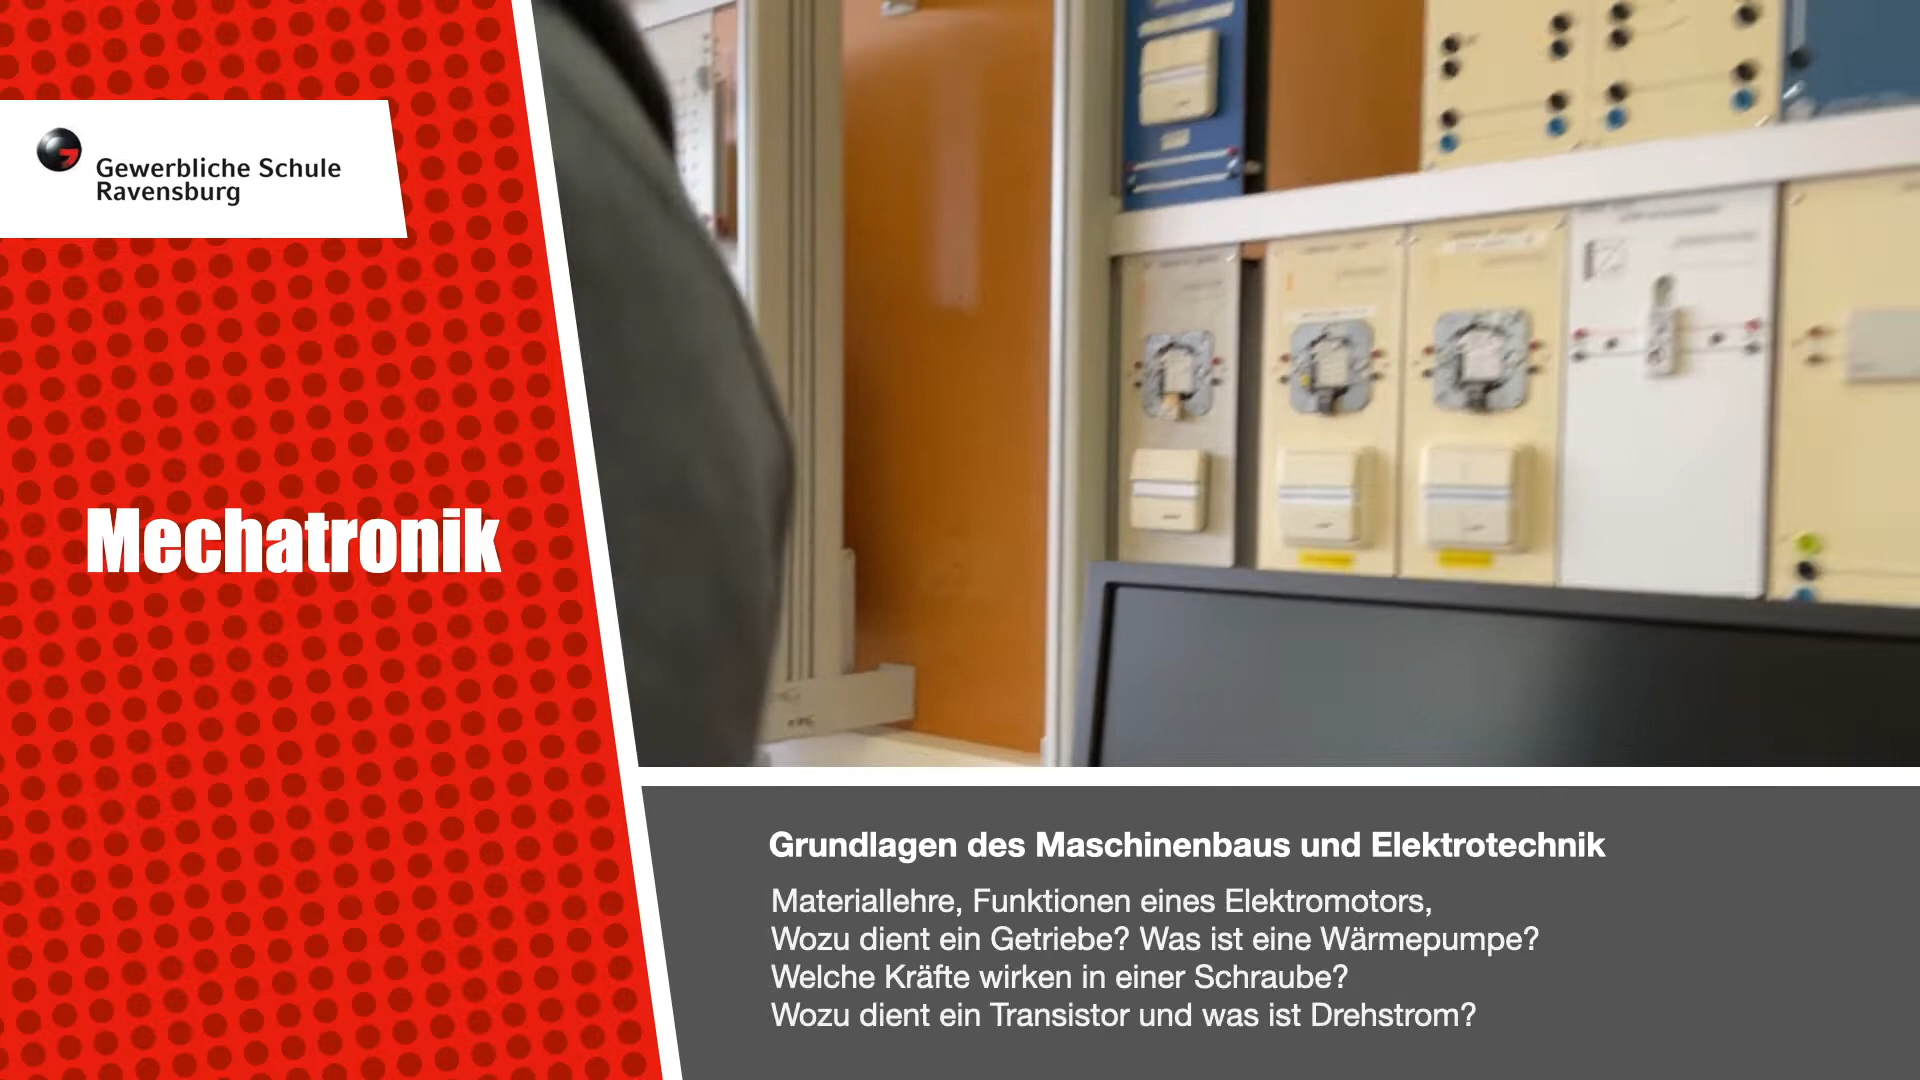 Gewerbliche Schule
Ravensburg
Mechatronik
Grundlagen des Maschinenbaus und Elektrotechnik
Materiallehre, Funktionen eines Elektromotors,
Wozu dient ein Getriebe? Was ist eine Wärmepumpe?
Welche Kräfte wirken in einer Schraube?
Wozu dient ein Transistor und was ist Drehstrom?